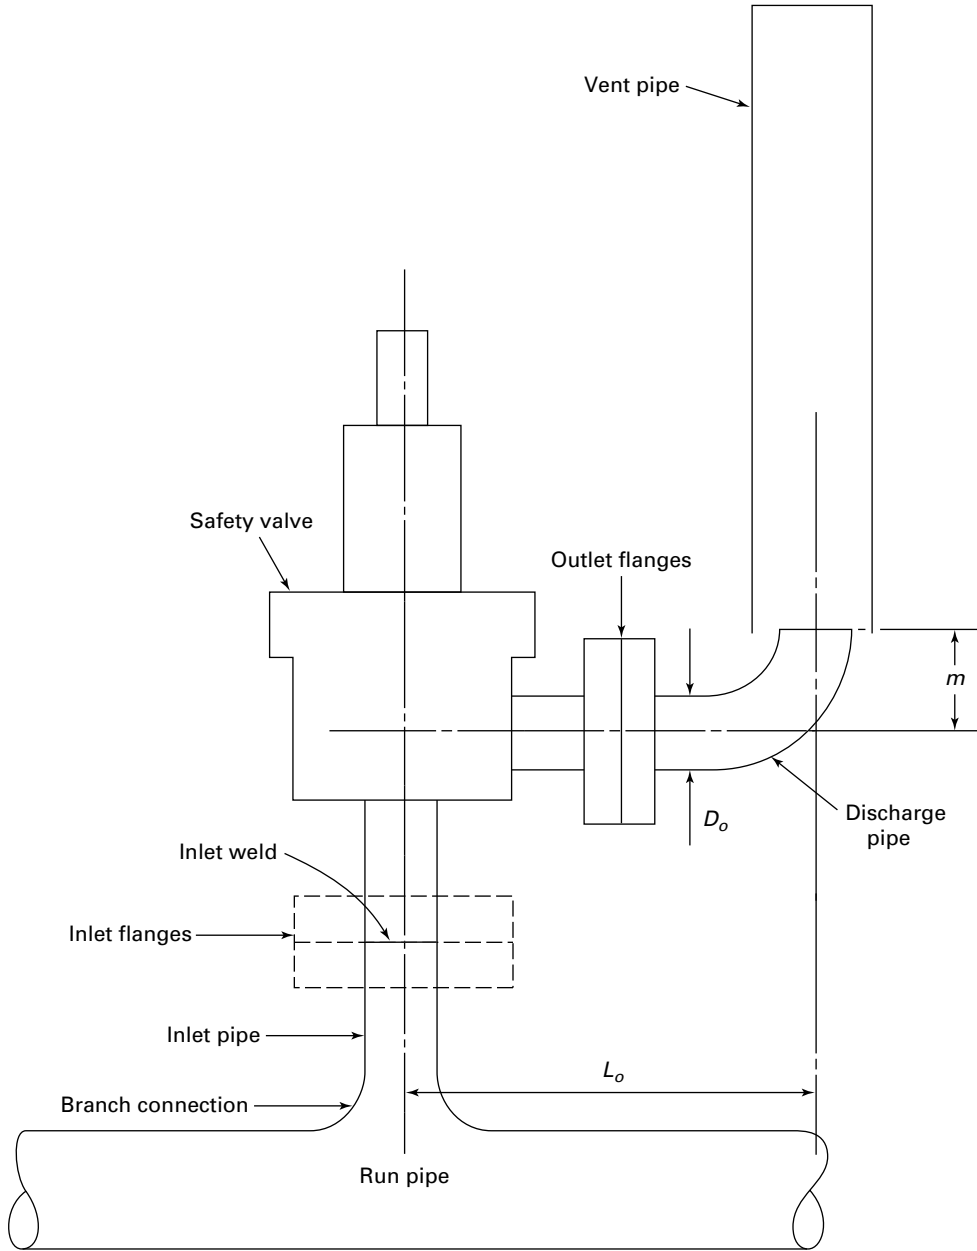 Vent pipe
Safety valve
Outlet flanges
m
D_o
Discharge
pipe
Inlet weld
Inlet flanges
Inlet pipe
L_o
Branch connection
Run pipe